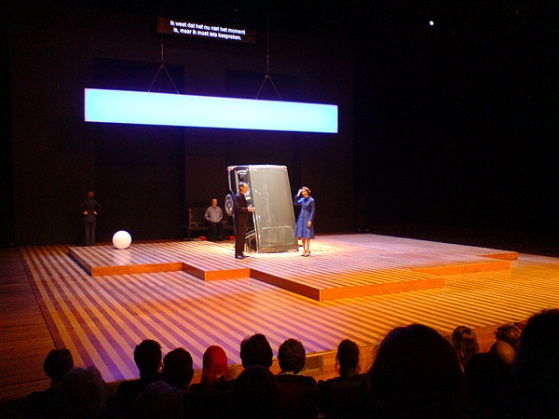 Ik weet dat het nu niet het moment
is, maar ik moet iets bespreken.